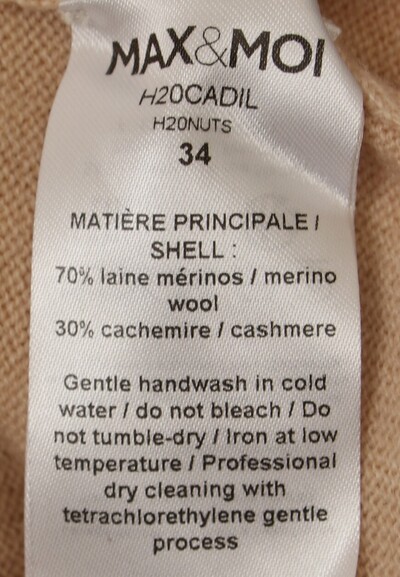 MAX&MOI
H20CADIL
H20NUTS
34
MATIÈRE PRINCIPALE /
SHELL :
70% laine mérinos / merino
wool
30% cachemire / cashmere
Gentle handwash in cold
water / do not bleach / Do
not tumble-dry / Iron at low
temperature / Professional
dry cleaning with
tetrachlorethylene gentle
process